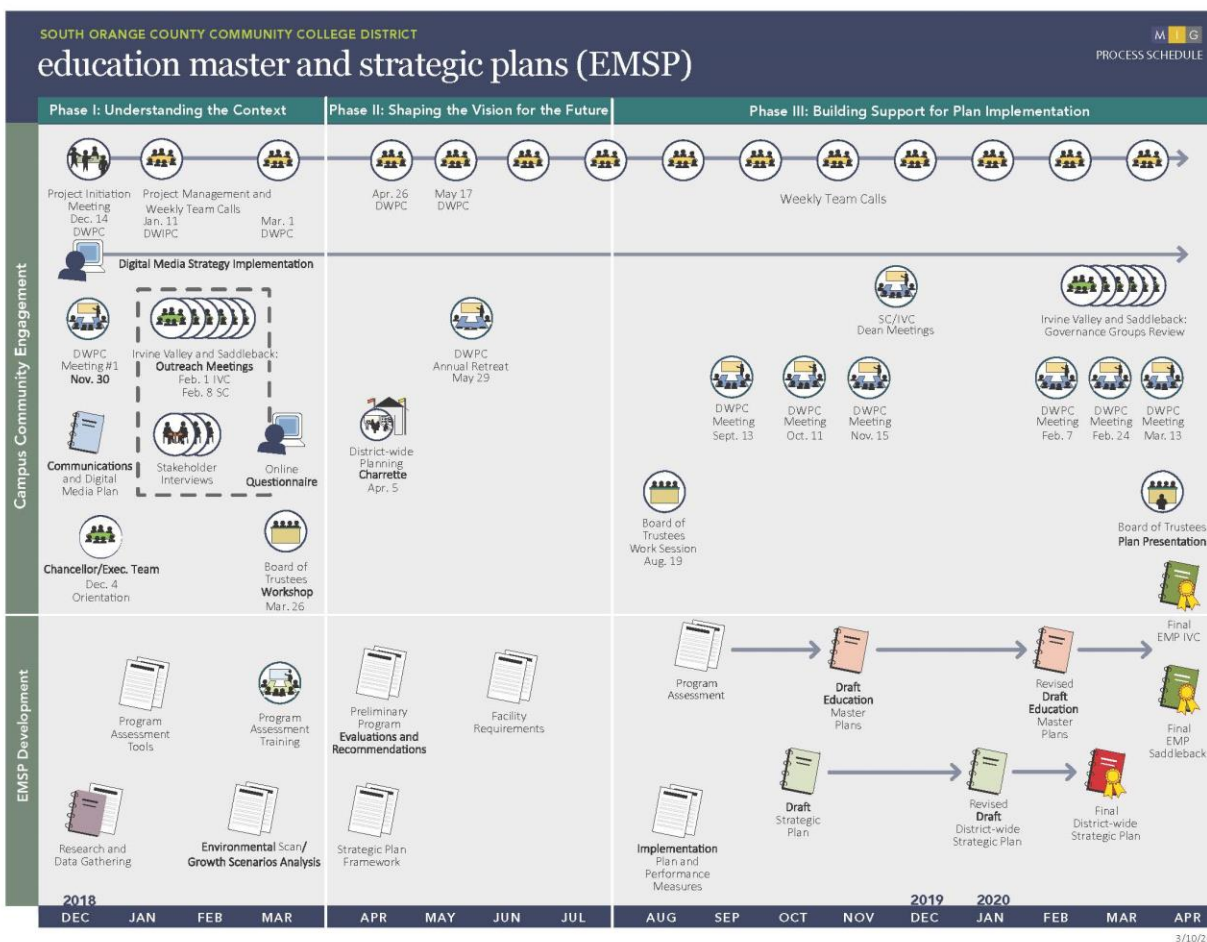 SOUTH ORANGE COUNTY COMMUNITY COLLEGE DISTRICT
education master and strategic plans (EMSP)
M I G
PROCESS SCHEDULE
Phase I: Understanding the Context
Phase II: Shaping the Vision for the Future
Phase III: Building Support for Plan Implementation
Campus Community Engagement
Project Initiation
Meeting
Dec. 14
DWPC
Project Management and
Weekly Team Calls
Jan. 11
DWIPC
Mar. 1
DWPC
Apr. 26
DWPC
May 17
DWPC
Weekly Team Calls
Digital Media Strategy Implementation
DWPC
Meeting #1
Nov. 30
Irvine Valley and Saddleback:
Outreach Meetings
Feb. 1 IVC
Feb. 8 SC
DWPC
Annual Retreat
May 29
SC/IVC
Dean Meetings
Irvine Valley and Saddleback:
Governance Groups Review
DWPC
Meeting
Sept. 13
DWPC
Meeting
Oct. 11
DWPC
Meeting
Nov. 15
DWPC
Meeting
Feb. 7
DWPC
Meeting
Feb. 24
DWPC
Meeting
Mar. 13
Communications
and Digital
Media Plan
Stakeholder
Interviews
Online
Questionnaire
District-wide
Planning
Charrette
Apr. 5
Chancellor/Exec. Team
Dec. 4
Orientation
Board of
Trustees
Workshop
Mar. 26
Board of
Trustees
Work Session
Aug. 19
Board of Trustees
Plan Presentation
EMSP Development
Program
Assessment
Tools
Program
Assessment
Training
Preliminary
Program
Evaluations and
Recommendations
Facility
Requirements
Program
Assessment
Draft
Education
Master
Plans
Revised
Draft
Education
Master
Plans
Final
EMP IVC
Final
EMP
Saddleback
Research and
Data Gathering
Environmental Scan/
Growth Scenarios Analysis
Strategic Plan
Framework
Implementation
Plan and
Performance
Measures
Draft
Strategic
Plan
Revised
Draft
District-wide
Strategic Plan
Final
District-wide
Strategic Plan
2018
2019
2020
DEC JAN FEB MAR APR MAY JUN JUL AUG SEP OCT NOV DEC JAN FEB MAR APR
3/10/2